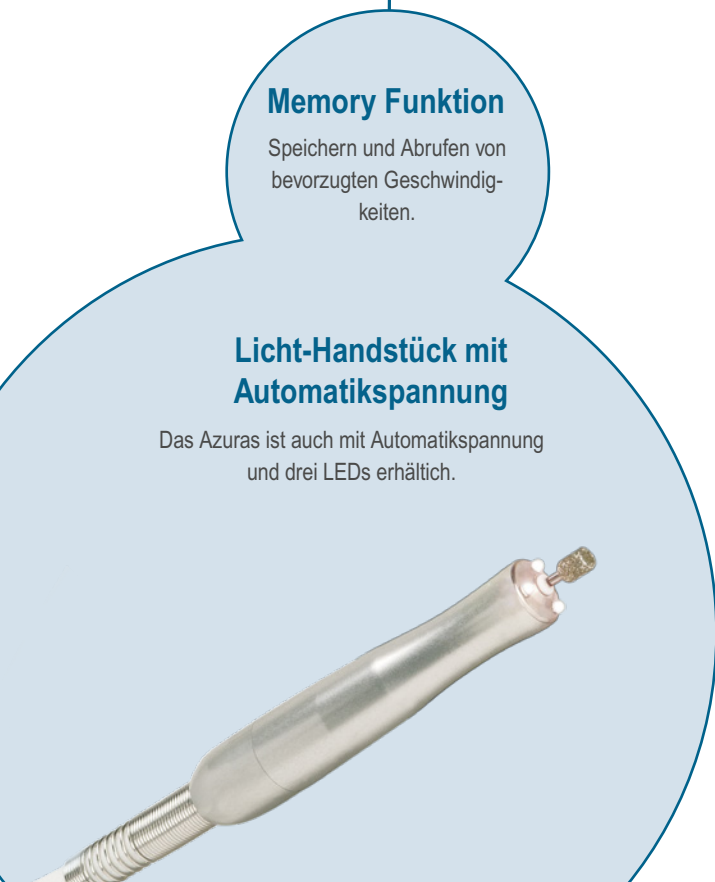 Memory Funktion
Speichern und Abrufen von
bevorzugten Geschwindig-
keiten.
Licht-Handstück mit
Automatikspannung
Das Azuras ist auch mit Automatikspannung
und drei LEDs erhältich.